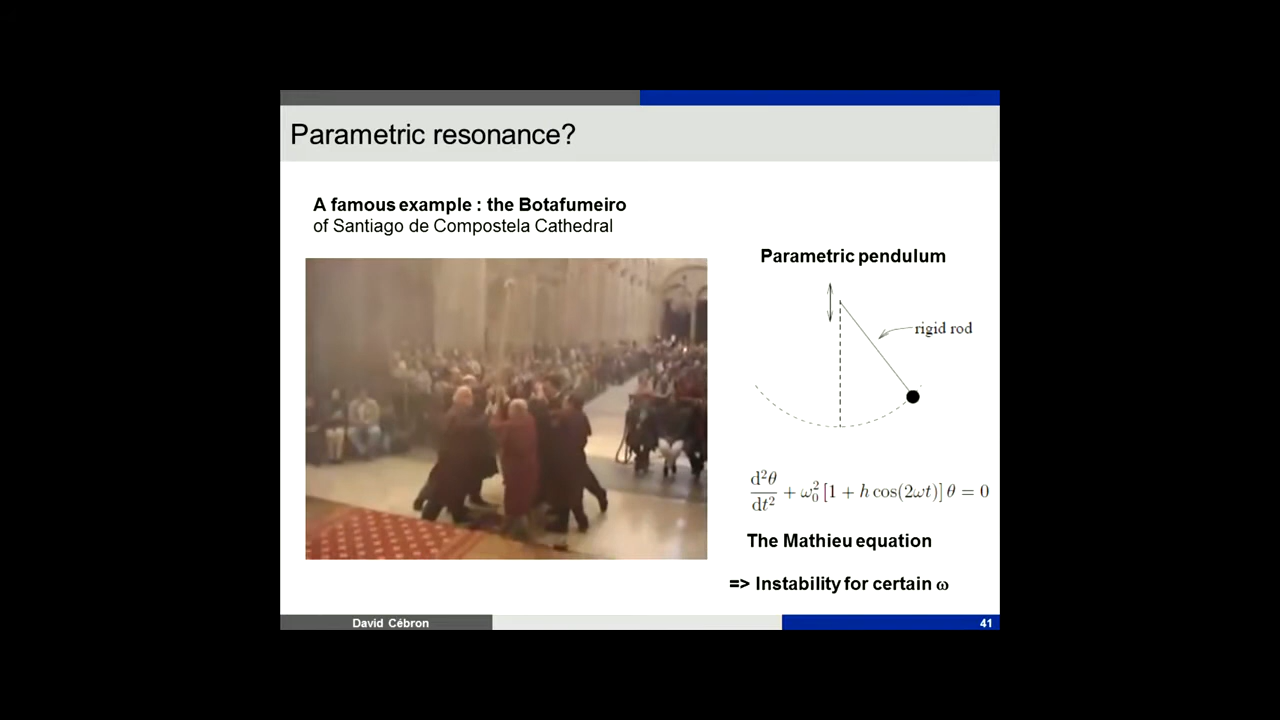 Parametric resonance?
A famous example : the Botafumeiro
of Santiago de Compostela Cathedral
Parametric pendulum
rigid rod
d²θ/dt² + ω₀² [1 + h cos(2ωt)] θ = 0
The Mathieu equation
=> Instability for certain ω
David Cébron
41